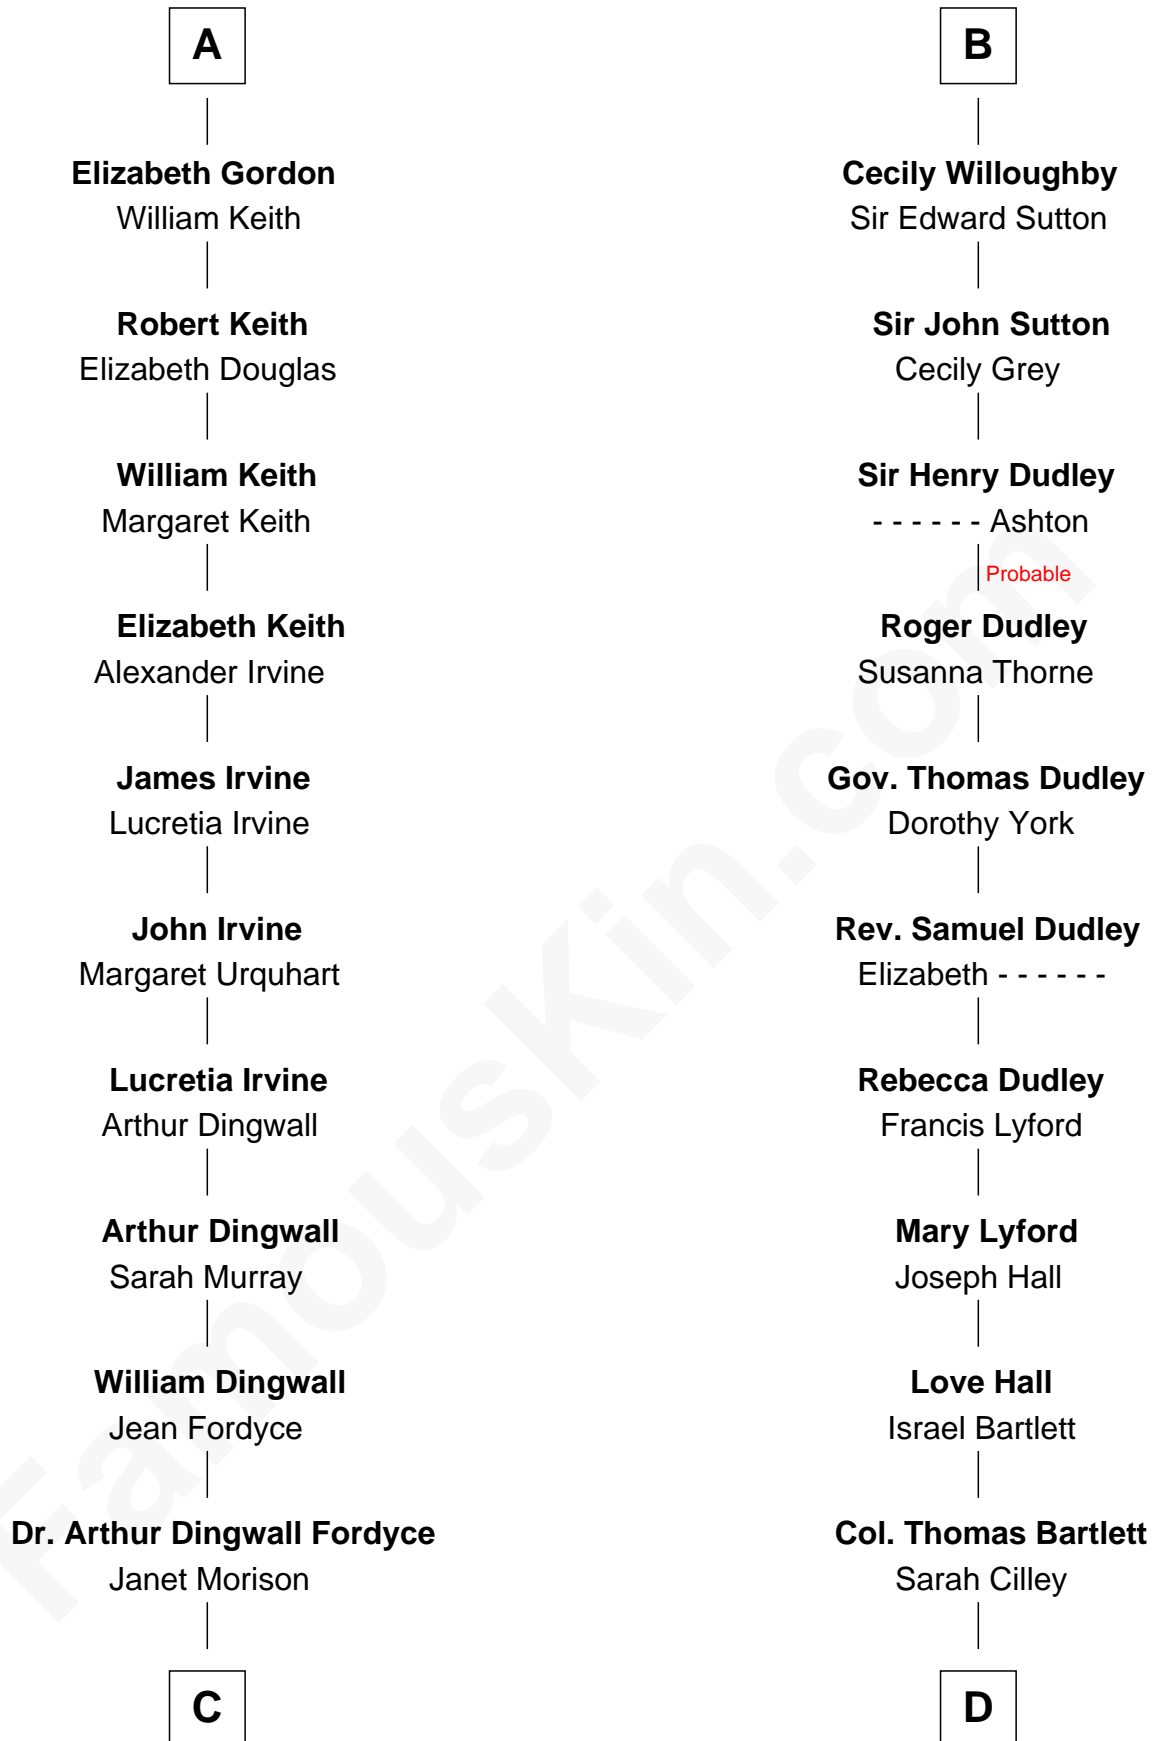 A
Elizabeth Gordon
William Keith
Robert Keith
Elizabeth Douglas
William Keith
Margaret Keith
Elizabeth Keith
Alexander Irvine
James Irvine
Lucretia Irvine
John Irvine
Margaret Urquhart
Lucretia Irvine
Arthur Dingwall
Arthur Dingwall
Sarah Murray
William Dingwall
Jean Fordyce
Dr. Arthur Dingwall Fordyce
Janet Morison
C
B
Cecily Willoughby
Sir Edward Sutton
Sir John Sutton
Cecily Grey
Sir Henry Dudley
- - - - - - Ashton
Probable
Roger Dudley
Susanna Thorne
Gov. Thomas Dudley
Dorothy York
Rev. Samuel Dudley
Elizabeth - - - - - -
Rebecca Dudley
Francis Lyford
Mary Lyford
Joseph Hall
Love Hall
Israel Bartlett
Col. Thomas Bartlett
Sarah Cilley
D
FamousKin.com